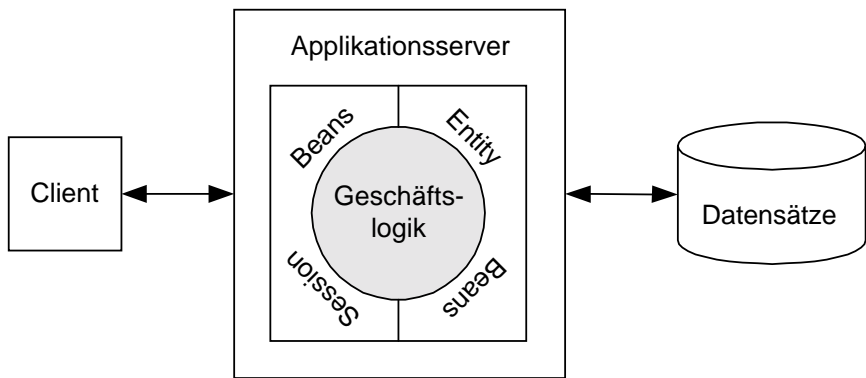 Applikationsserver
Beans
Entity
Client
Geschäfts-
logik
Datensätze
Session
Beans